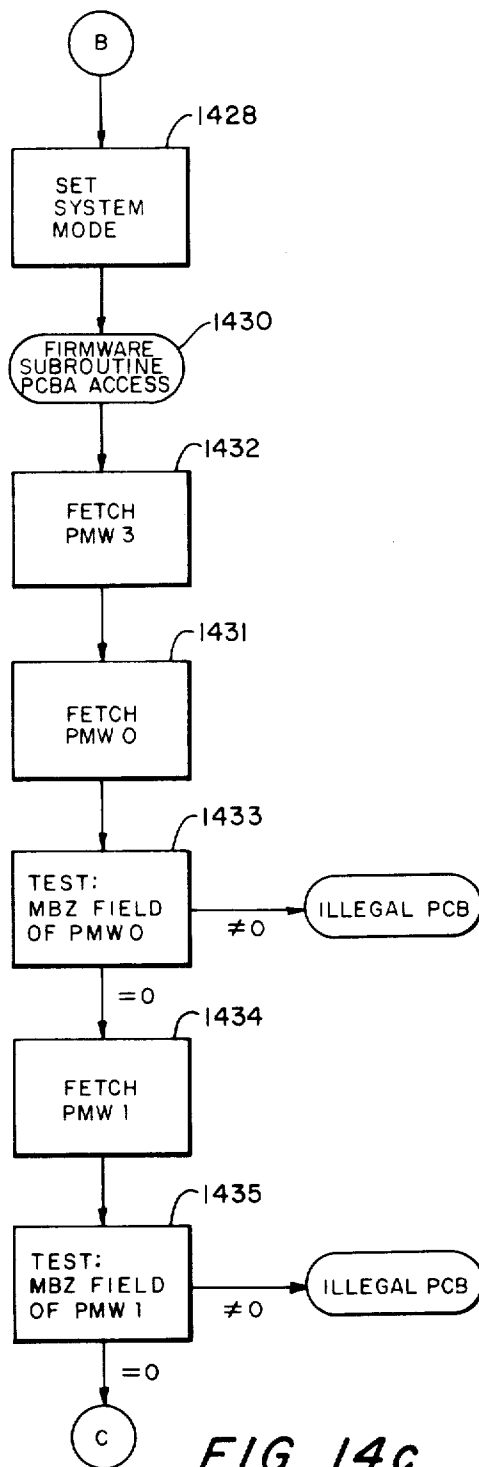 B
1428
SET
SYSTEM
MODE
1430
FIRMWARE
SUBROUTINE
PCBA ACCESS
1432
FETCH
PMW 3
1431
FETCH
PMW 0
1433
TEST:
MBZ FIELD
OF PMW 0
≠0
ILLEGAL PCB
=0
1434
FETCH
PMW 1
1435
TEST:
MBZ FIELD
OF PMW 1
≠0
ILLEGAL PCB
=0
C
FIG 14c